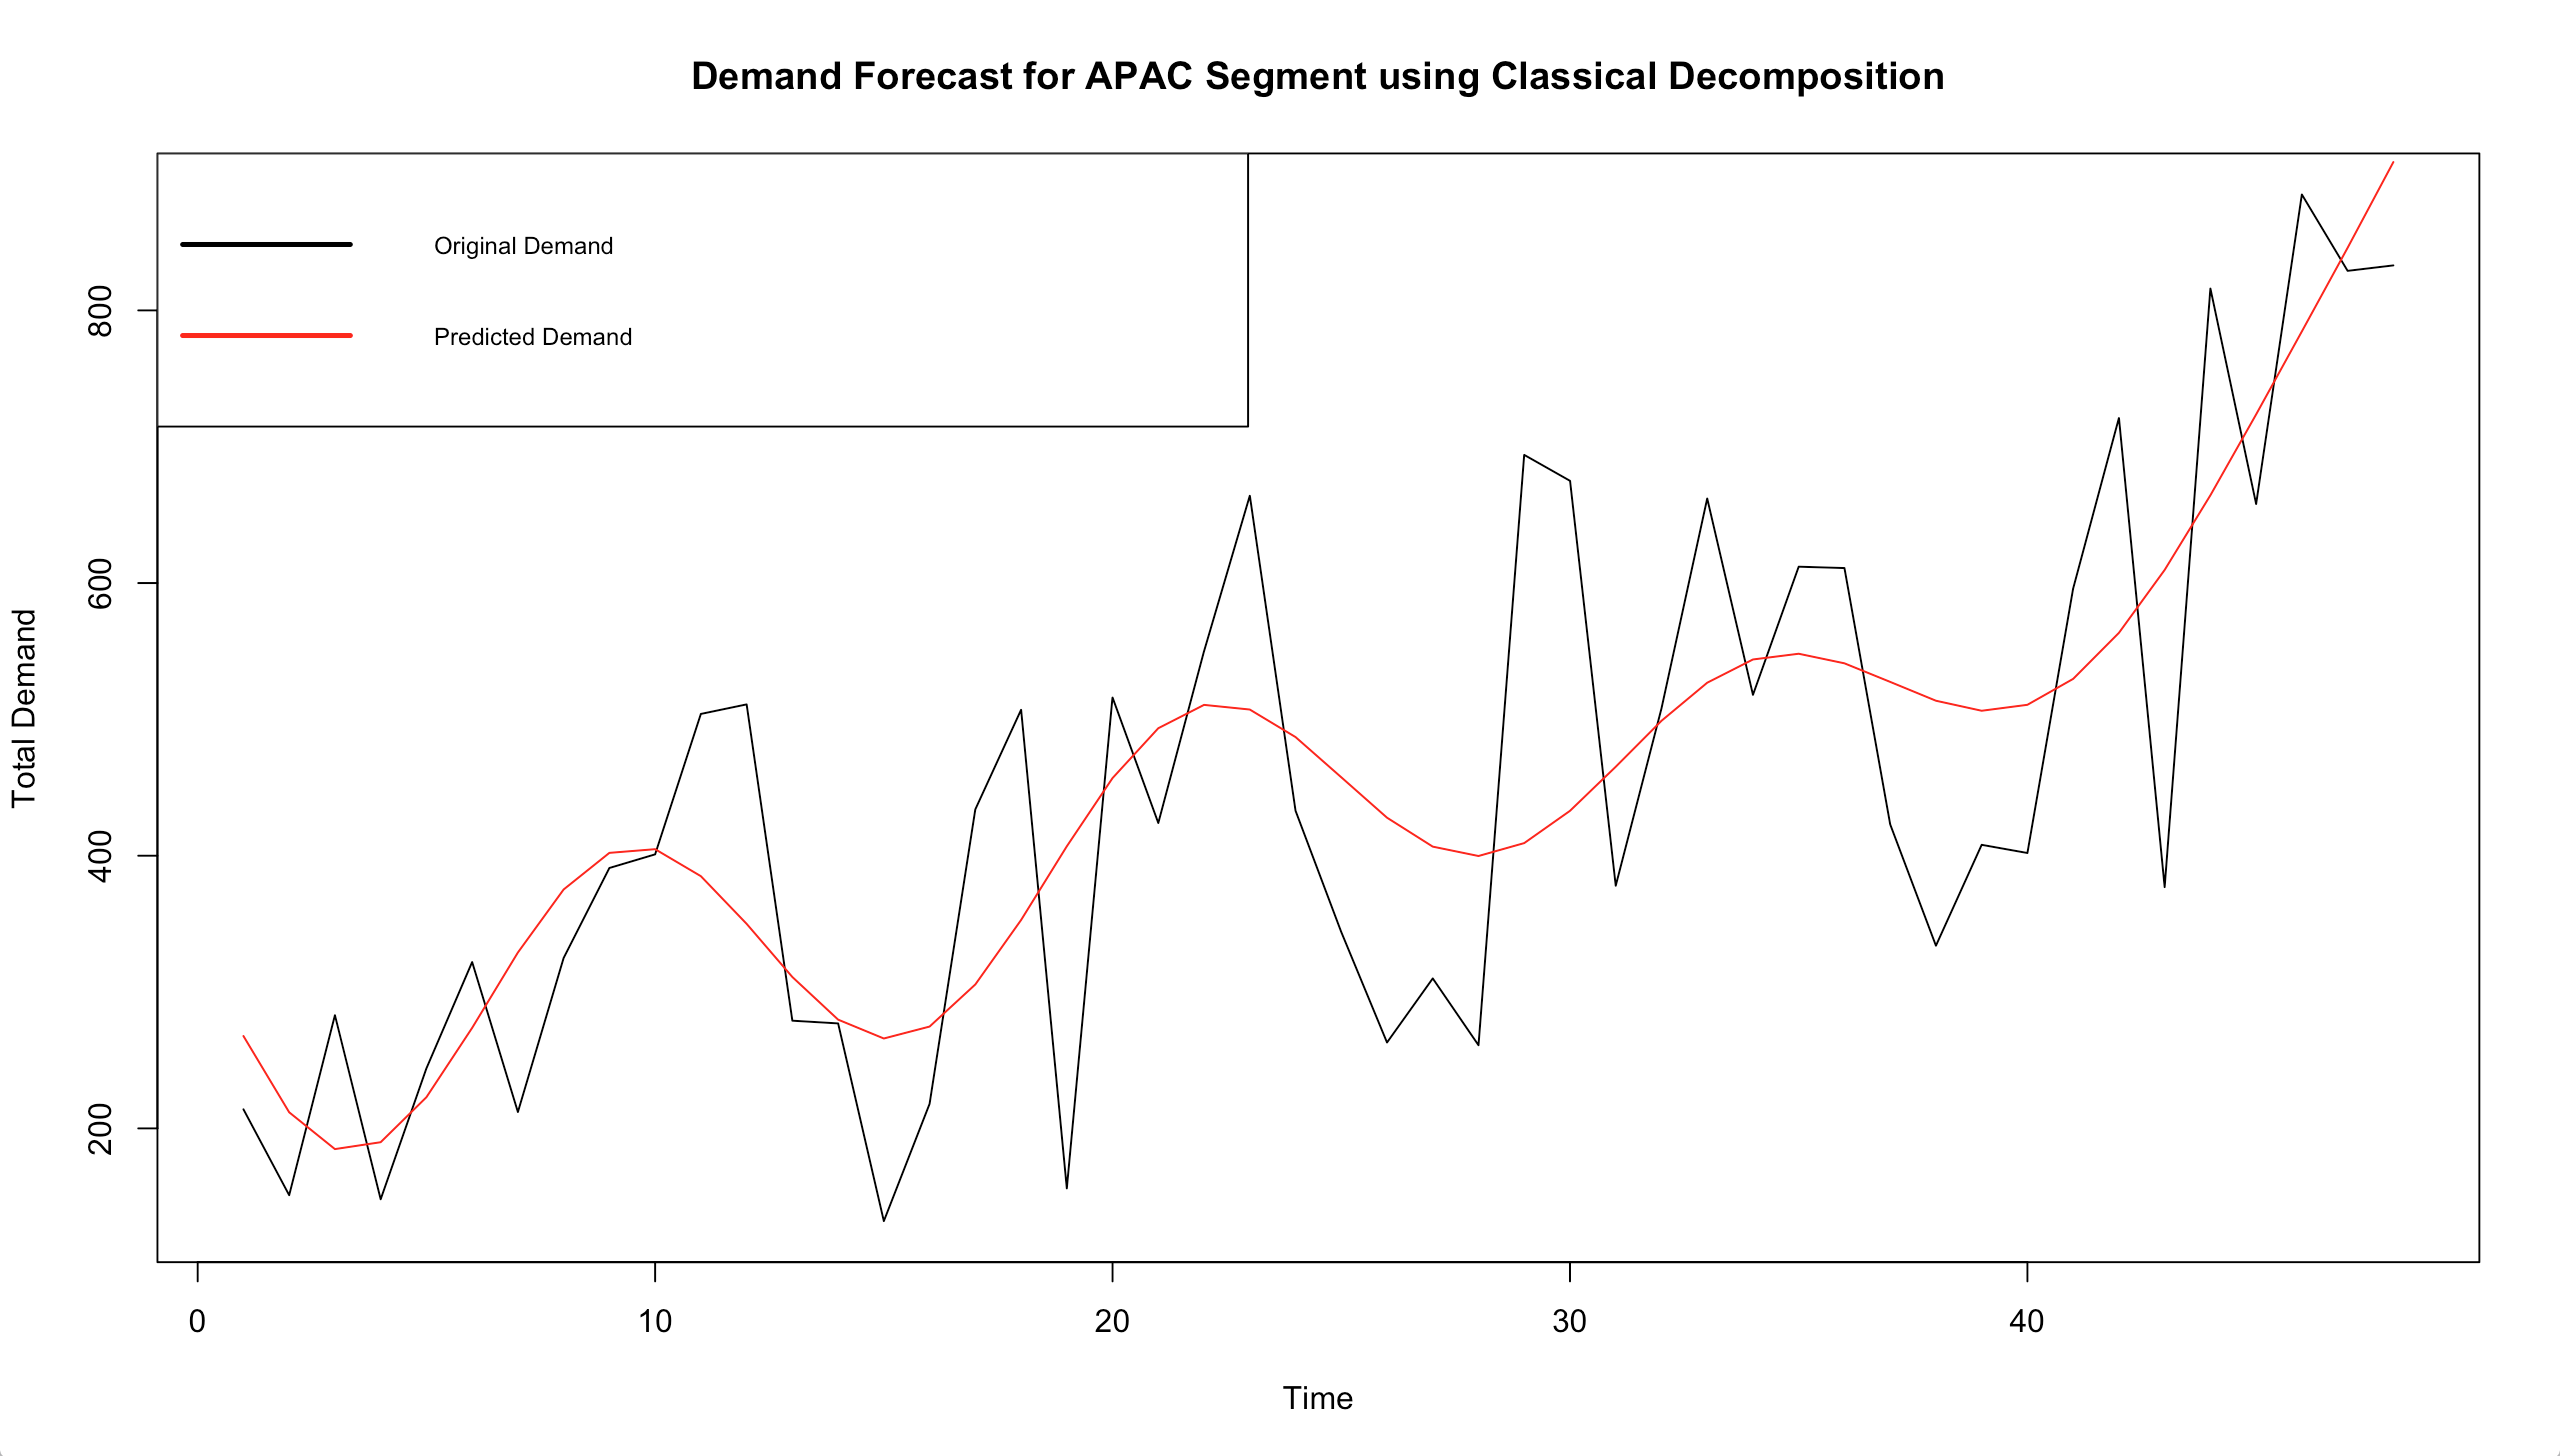 Demand Forecast for APAC Segment using Classical Decomposition
Original Demand
Predicted Demand
Total Demand
800
600
400
200
0 10 20 30 40
Time